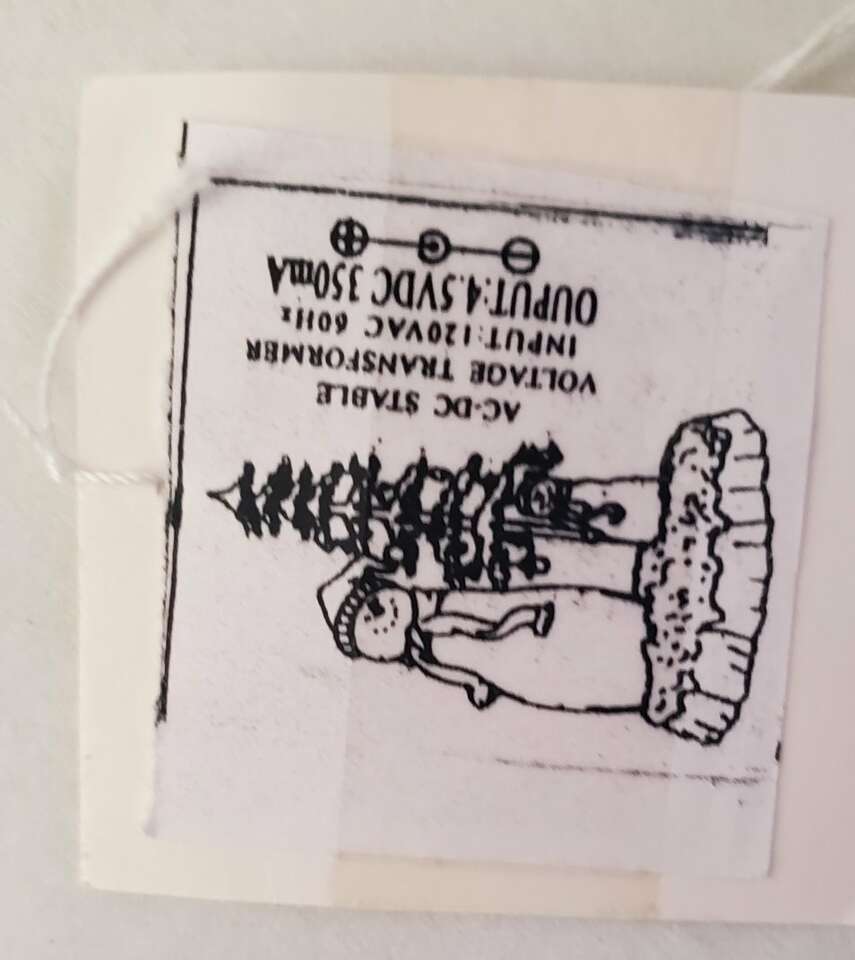 AC-DC STABLE
VOLTAGE TRANSFORMER
INPUT:120VAC 60Hz
OUPUT:4.5VDC 350mA